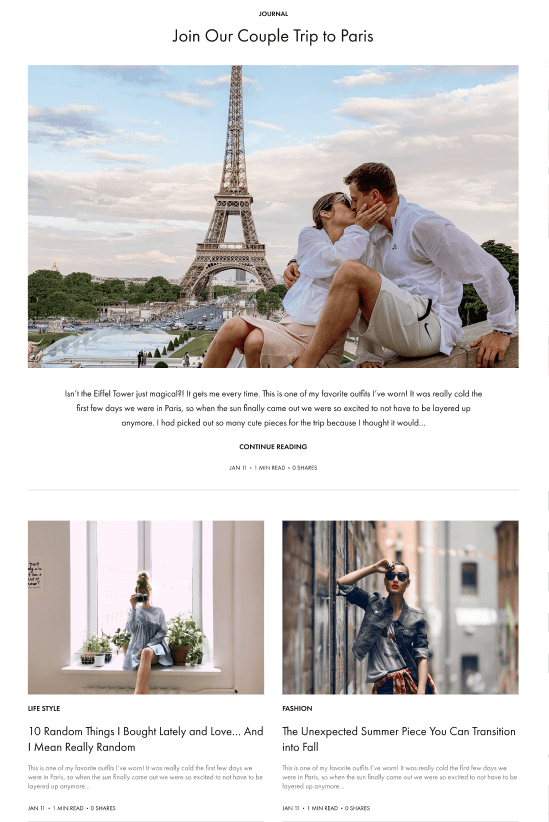 JOURNAL
Join Our Couple Trip to Paris
Isn't the Eiffel Tower just magical?! It gets me every time. This is one of my favorite outfits I've worn! It was really cold the
first few days we were in Paris, so when the sun finally came out we were so excited to not have to be layered up
anymore. I had picked out so many cute pieces for the trip because I thought it would...
CONTINUE READING
JAN 11 • 1 MIN READ • 0 SHARES
LIFE STYLE
10 Random Things I Bought Lately and Love... And
I Mean Really Random
This is one of my favorite outfits I've worn! It was really cold the first few days we
were in Paris, so when the sun finally came out we were so excited to not have to be
layered up anymore...
JAN 11 • 1 MIN READ • 0 SHARES
FASHION
The Unexpected Summer Piece You Can Transition
into Fall
This is one of my favorite outfits I've worn! It was really cold the first few days we
were in Paris, so when the sun finally came out we were so excited to not have to be
layered up anymore...
JAN 11 • 1 MIN READ • 0 SHARES